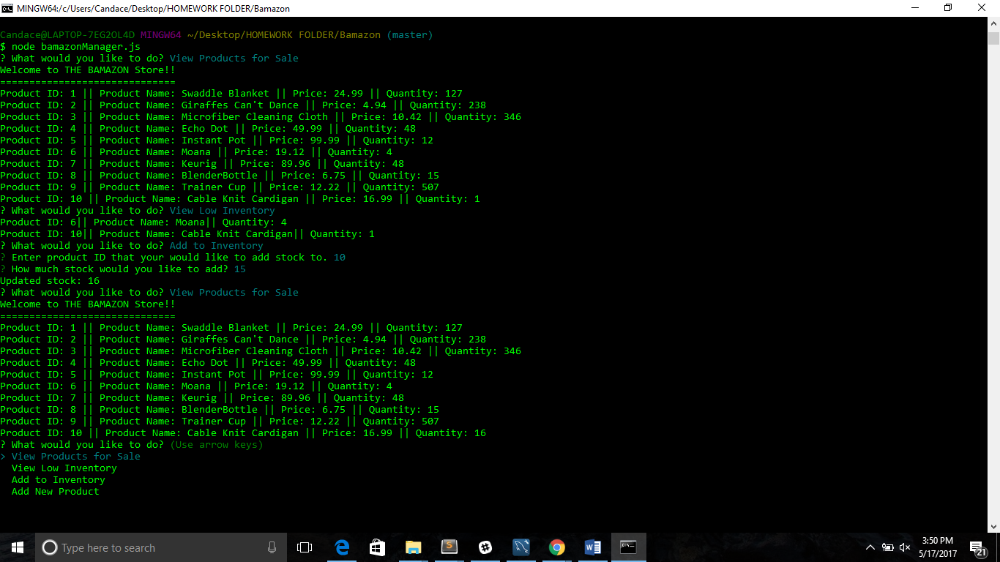 MINGW64:/c/Users/Candace/Desktop/HOMEWORK FOLDER/Bamazon
Candace@LAPTOP-7EG2OL4D MINGW64 ~/Desktop/HOMEWORK FOLDER/Bamazon (master)
$ node bamazonManager.js
? What would you like to do? View Products for Sale
Welcome to THE BAMAZON Store!!
==============================
Product ID: 1 || Product Name: Swaddle Blanket || Price: 24.99 || Quantity: 127
Product ID: 2 || Product Name: Giraffes Can't Dance || Price: 4.94 || Quantity: 238
Product ID: 3 || Product Name: Microfiber Cleaning Cloth || Price: 10.42 || Quantity: 346
Product ID: 4 || Product Name: Echo Dot || Price: 49.99 || Quantity: 48
Product ID: 5 || Product Name: Instant Pot || Price: 99.99 || Quantity: 12
Product ID: 6 || Product Name: Moana || Price: 19.12 || Quantity: 4
Product ID: 7 || Product Name: Keurig || Price: 89.96 || Quantity: 48
Product ID: 8 || Product Name: BlenderBottle || Price: 6.75 || Quantity: 15
Product ID: 9 || Product Name: Trainer Cup || Price: 12.22 || Quantity: 507
Product ID: 10 || Product Name: Cable Knit Cardigan || Price: 16.99 || Quantity: 1
? What would you like to do? View Low Inventory
Product ID: 6|| Product Name: Moana|| Quantity: 4
Product ID: 10|| Product Name: Cable Knit Cardigan|| Quantity: 1
? What would you like to do? Add to Inventory
? Enter product ID that your would like to add stock to. 10
? How much stock would you like to add? 15
Updated stock: 16
? What would you like to do? View Products for Sale
Welcome to THE BAMAZON Store!!
==============================
Product ID: 1 || Product Name: Swaddle Blanket || Price: 24.99 || Quantity: 127
Product ID: 2 || Product Name: Giraffes Can't Dance || Price: 4.94 || Quantity: 238
Product ID: 3 || Product Name: Microfiber Cleaning Cloth || Price: 10.42 || Quantity: 346
Product ID: 4 || Product Name: Echo Dot || Price: 49.99 || Quantity: 48
Product ID: 5 || Product Name: Instant Pot || Price: 99.99 || Quantity: 12
Product ID: 6 || Product Name: Moana || Price: 19.12 || Quantity: 4
Product ID: 7 || Product Name: Keurig || Price: 89.96 || Quantity: 48
Product ID: 8 || Product Name: BlenderBottle || Price: 6.75 || Quantity: 15
Product ID: 9 || Product Name: Trainer Cup || Price: 12.22 || Quantity: 507
Product ID: 10 || Product Name: Cable Knit Cardigan || Price: 16.99 || Quantity: 16
? What would you like to do? (Use arrow keys)
> View Products for Sale
  View Low Inventory
  Add to Inventory
  Add New Product
Type here to search
3:50 PM
5/17/2017
21